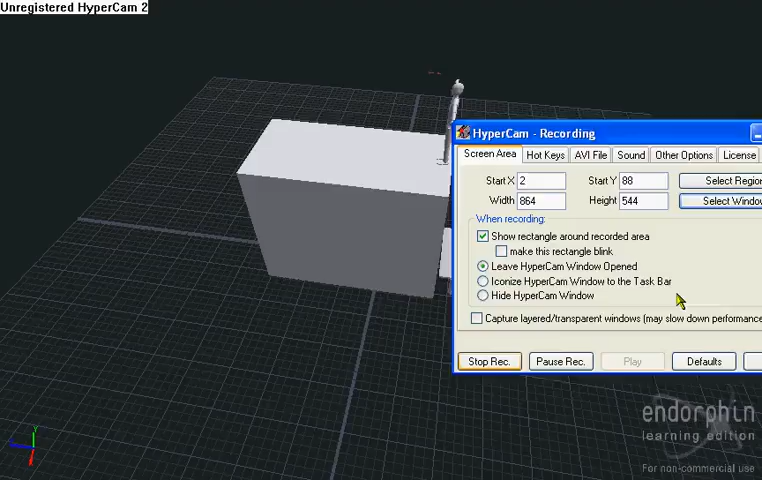 Unregistered HyperCam 2
HyperCam - Recording
Screen Area Hot Keys AVI File Sound Other Options License
Start X 2 Start Y 88 Select Region
Width 864 Height 544 Select Window
When recording:
Show rectangle around recorded area
make this rectangle blink
Leave HyperCam Window Opened
Iconize HyperCam Window to the Task Bar
Hide HyperCam Window
Capture layered/transparent windows (may slow down performance
Stop Rec. Pause Rec. Play Defaults
endorphin
learning edition
For non-commercial use
Y